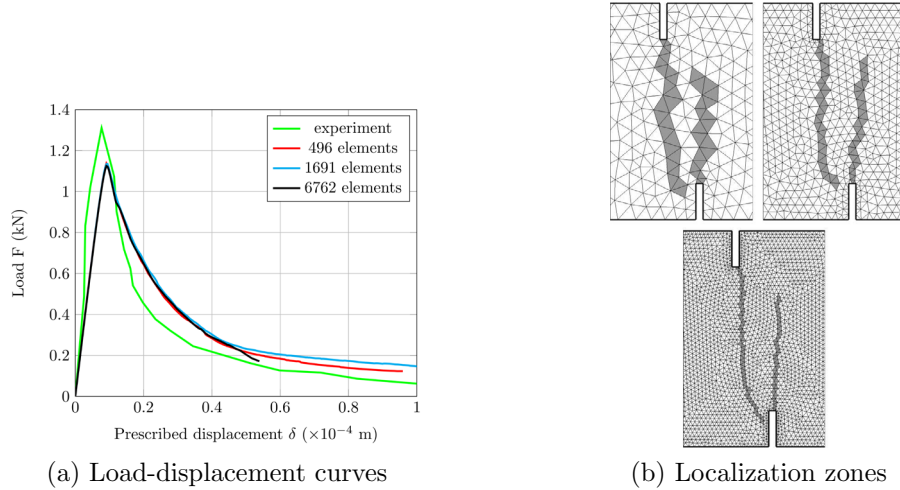 1.4
1.2
1
0.8
0.6
0.4
0.2
0
Load F (kN)
experiment
496 elements
1691 elements
6762 elements
0 0.2 0.4 0.6 0.8 1
Prescribed displacement δ (×10⁻⁴ m)
(a) Load-displacement curves
(b) Localization zones